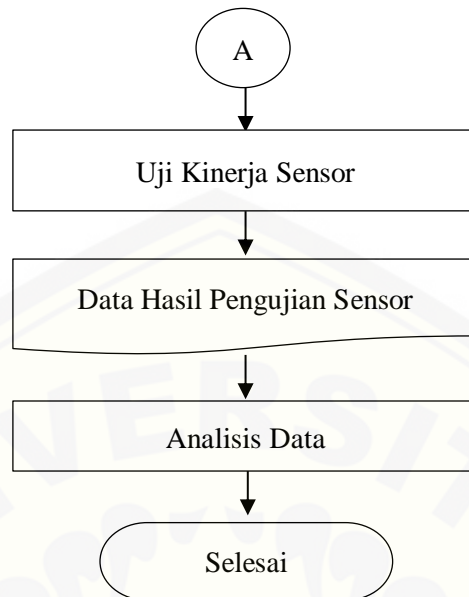 A
Uji Kinerja Sensor
Data Hasil Pengujian Sensor
Analisis Data
Selesai